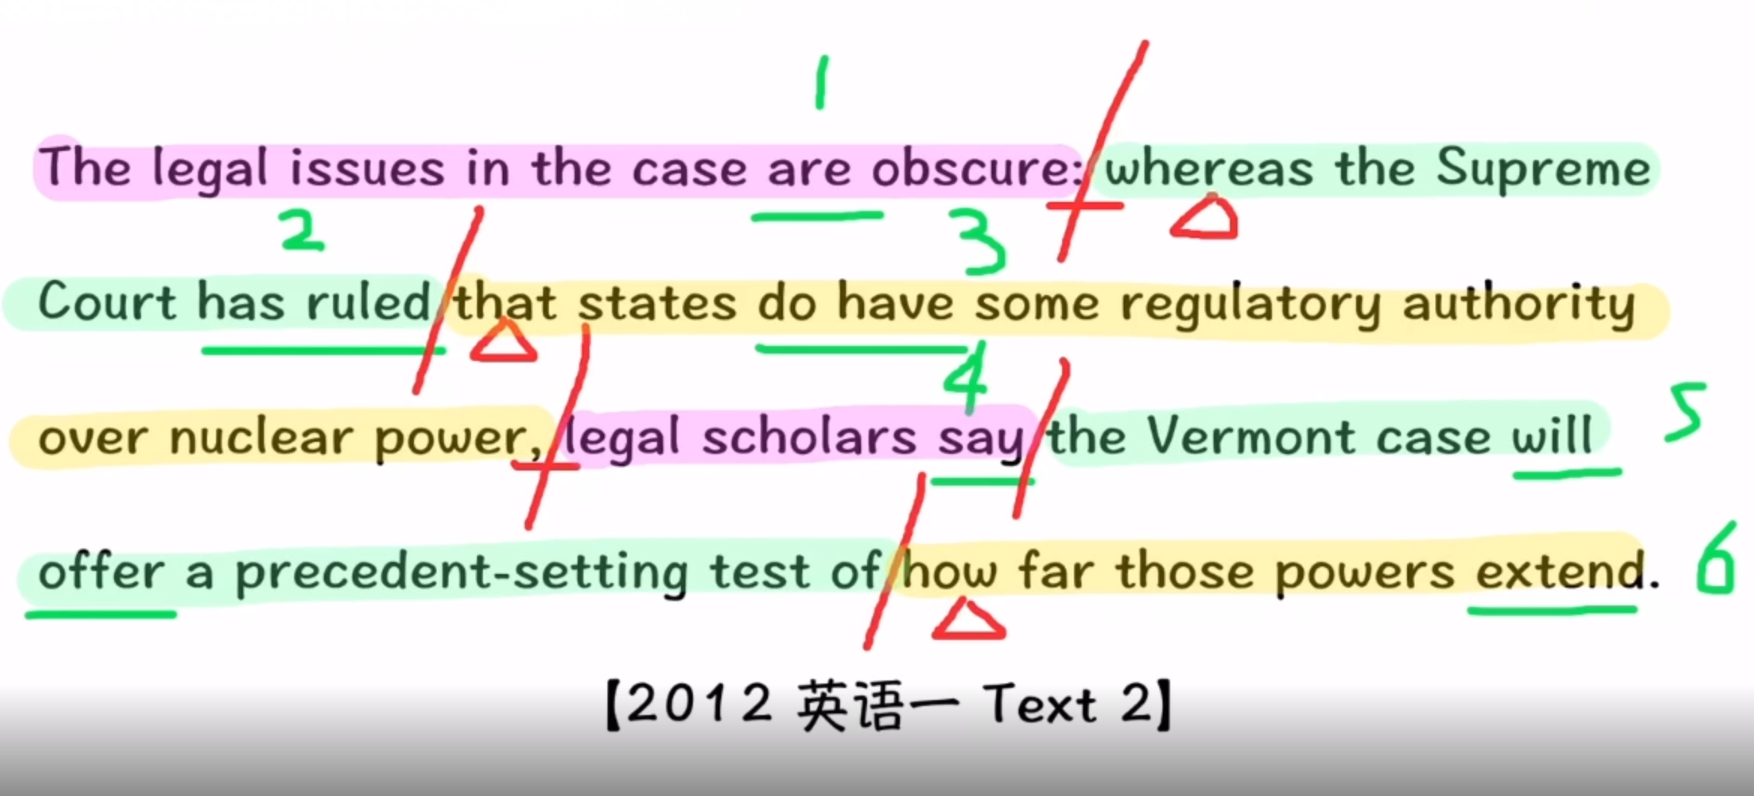 1
The legal issues in the case are obscure: whereas the Supreme
2 3
Court has ruled that states do have some regulatory authority
4
over nuclear power, legal scholars say the Vermont case will 5
offer a precedent-setting test of how far those powers extend. 6
【2012 英语一 Text 2】